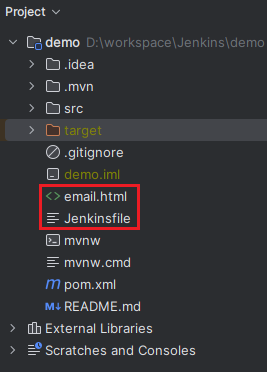 Project
demo D:\workspace\Jenkins\demo
.idea
.mvn
src
target
.gitignore
demo.iml
<> email.html
Jenkinsfile
mvnw
mvnw.cmd
pom.xml
M↓ README.md
External Libraries
Scratches and Consoles